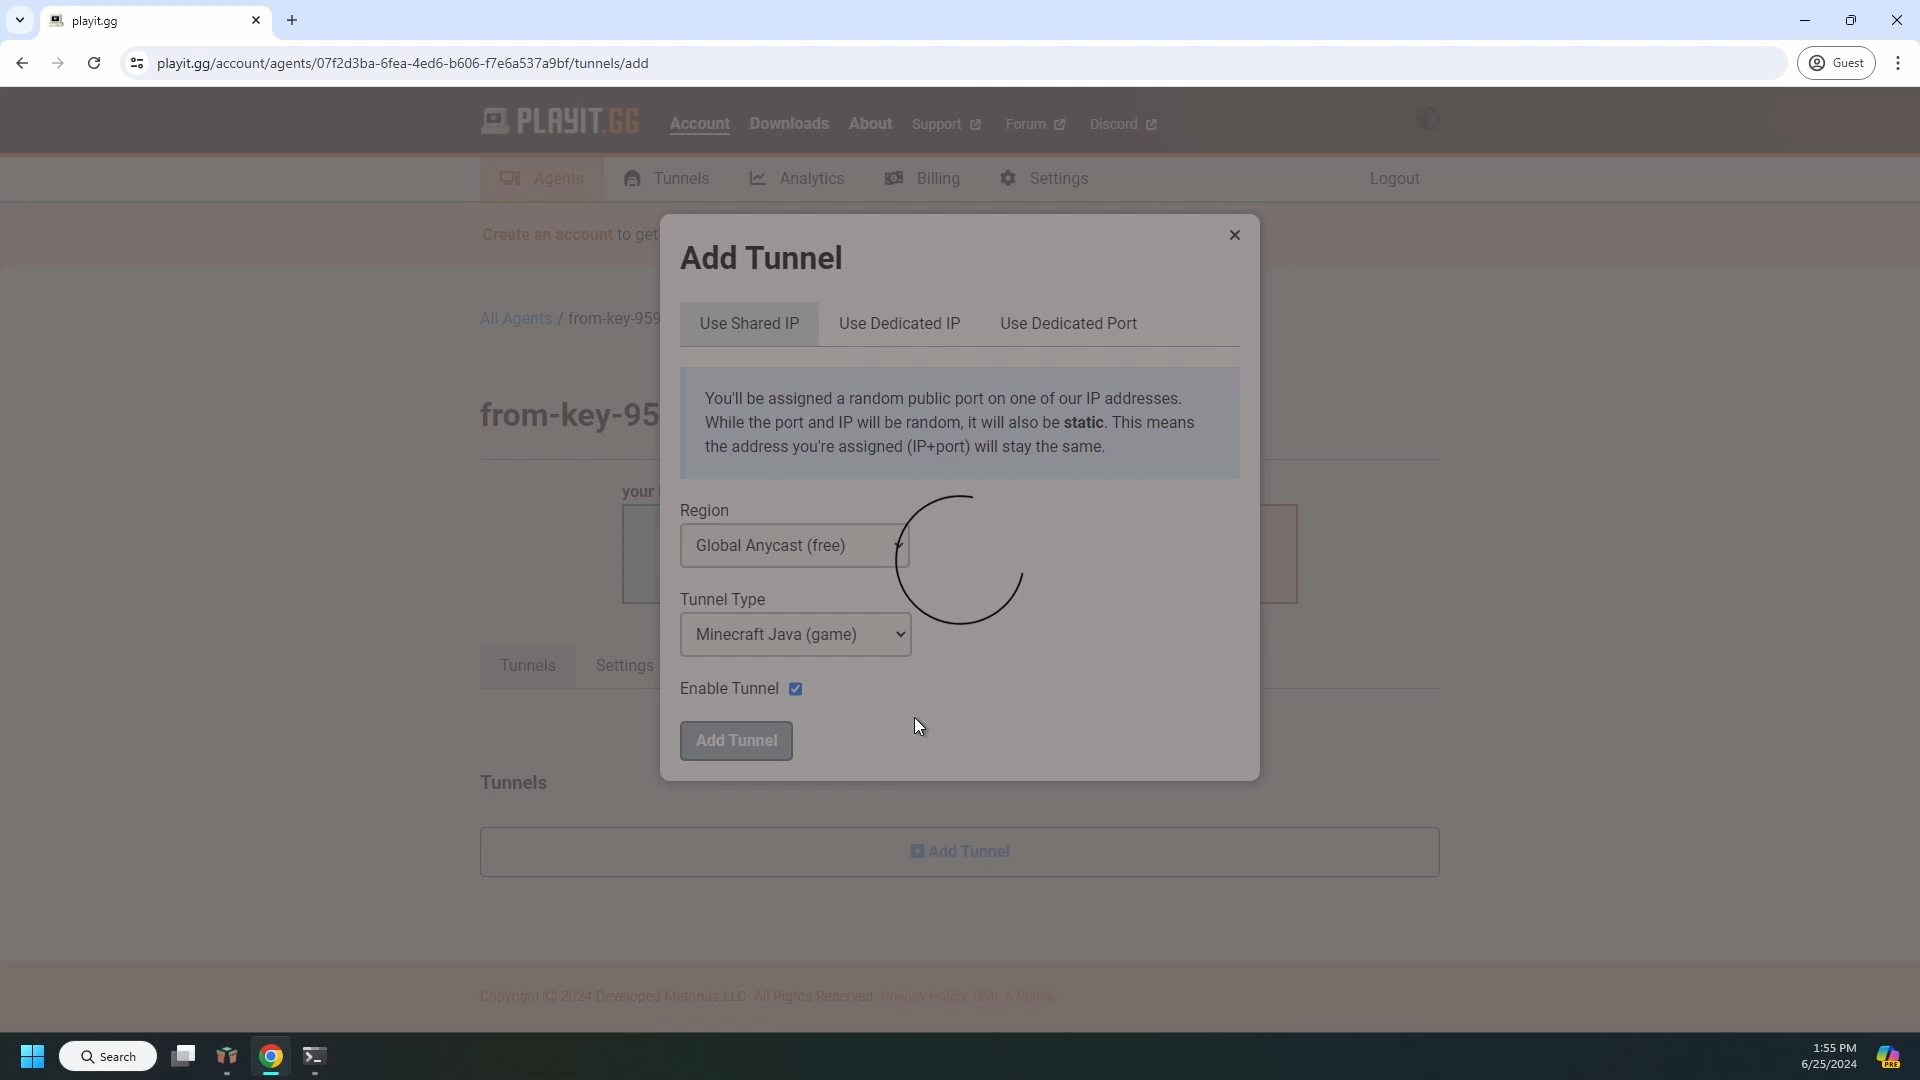 playit.gg
playit.gg/account/agents/07f2d3ba-6fea-4ed6-b606-f7e6a537a9bf/tunnels/add
Guest
PLAYIT.GG
Account
Downloads
About
Support
Forum
Discord
Agents
Tunnels
Analytics
Billing
Settings
Logout
Create an account to get
All Agents / from-key-959
from-key-95
your
Tunnels
Settings
Add Tunnel
Use Shared IP
Use Dedicated IP
Use Dedicated Port
You'll be assigned a random public port on one of our IP addresses.
While the port and IP will be random, it will also be static. This means
the address you're assigned (IP+port) will stay the same.
Region
Global Anycast (free)
Tunnel Type
Minecraft Java (game)
Enable Tunnel
Add Tunnel
Tunnels
Add Tunnel
Copyright © 2024 Developed Methods LLC. All Rights Reserved. Privacy Policy. DMCA Policy.
Search
1:55 PM
6/25/2024
PRE